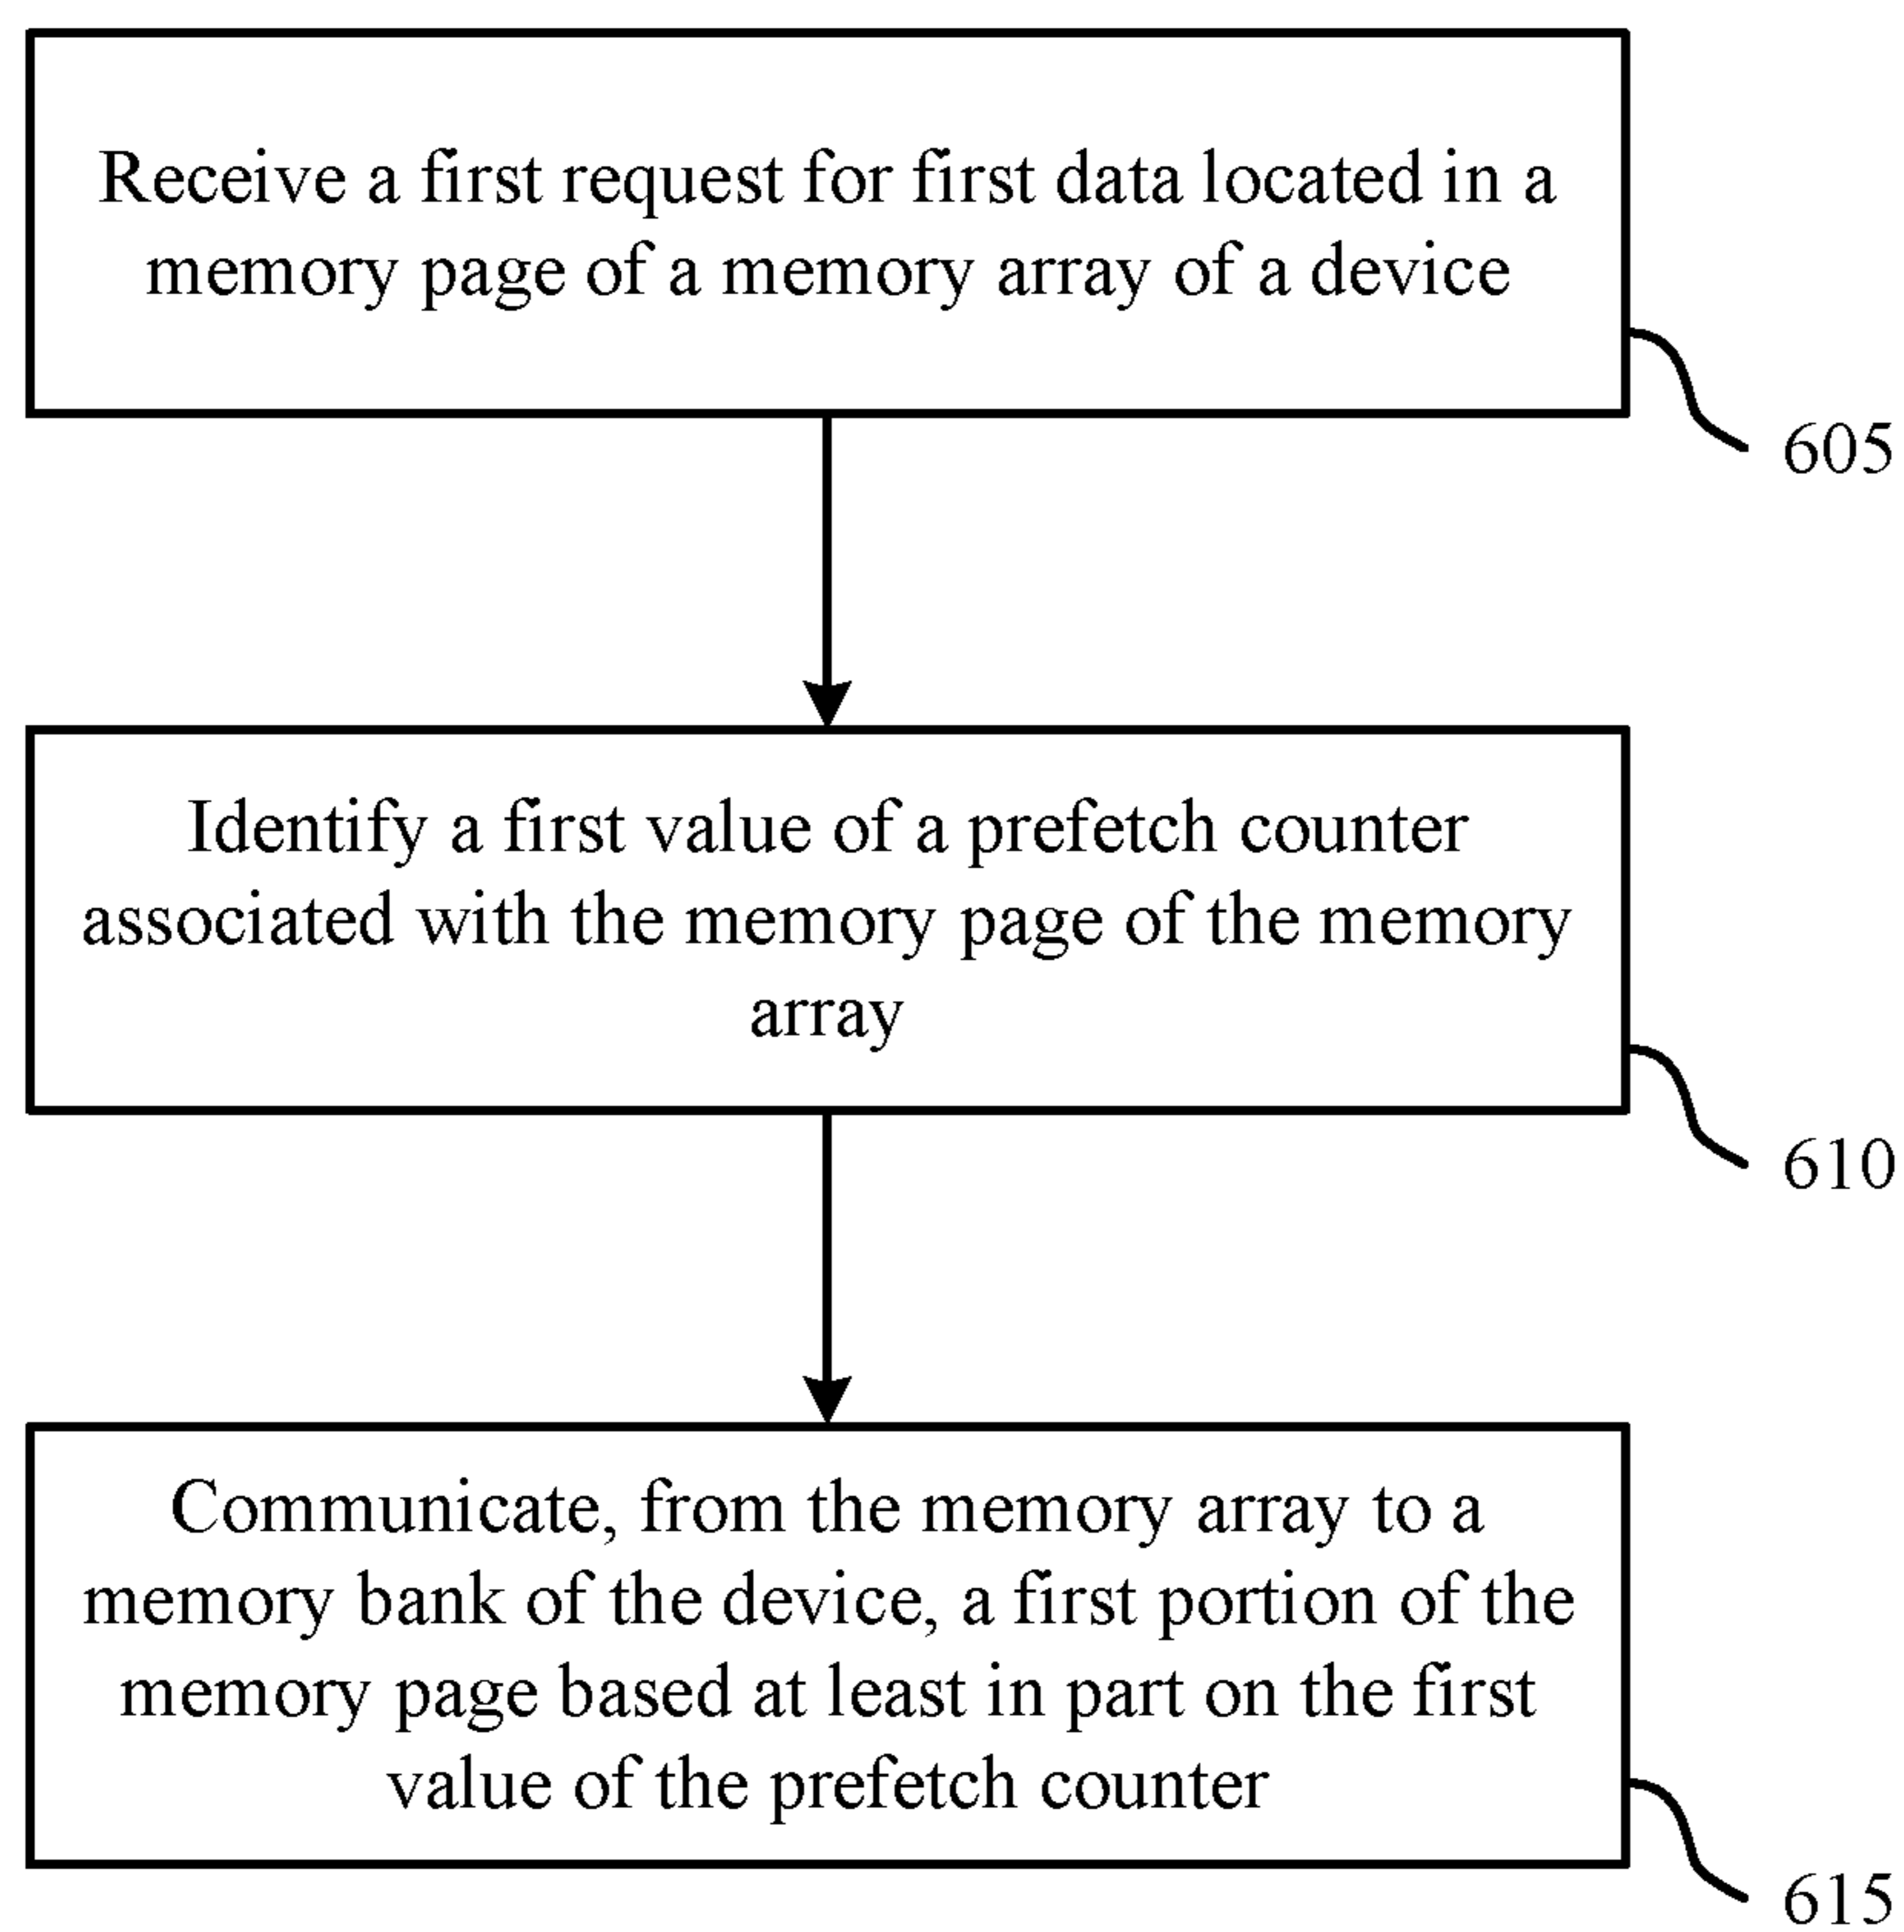 Receive a first request for first data located in a
memory page of a memory array of a device
605
Identify a first value of a prefetch counter
associated with the memory page of the memory
array
610
Communicate, from the memory array to a
memory bank of the device, a first portion of the
memory page based at least in part on the first
value of the prefetch counter
615